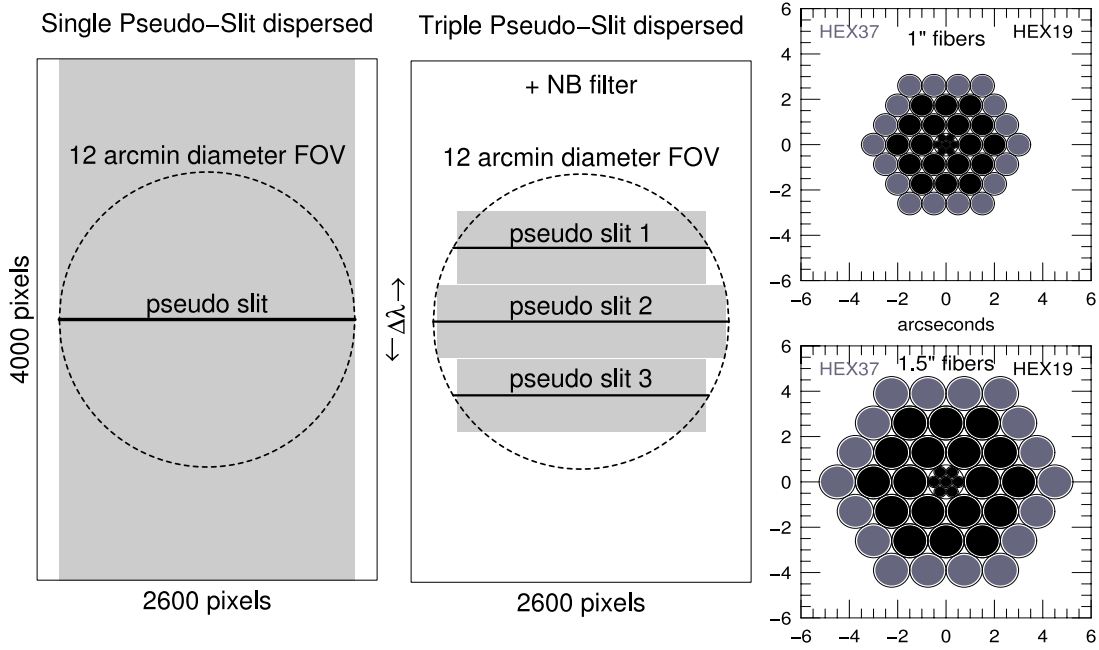 Single Pseudo−Slit dispersed
12 arcmin diameter FOV
pseudo slit
4000 pixels
2600 pixels
← Δλ →
Triple Pseudo−Slit dispersed
+ NB filter
12 arcmin diameter FOV
pseudo slit 1
pseudo slit 2
pseudo slit 3
2600 pixels
HEX37 1" fibers HEX19
6
4
2
0
−2
−4
−6
−6 −4 −2 0 2 4 6
arcseconds
HEX37 1.5" fibers HEX19
6
4
2
0
−2
−4
−6
−6 −4 −2 0 2 4 6